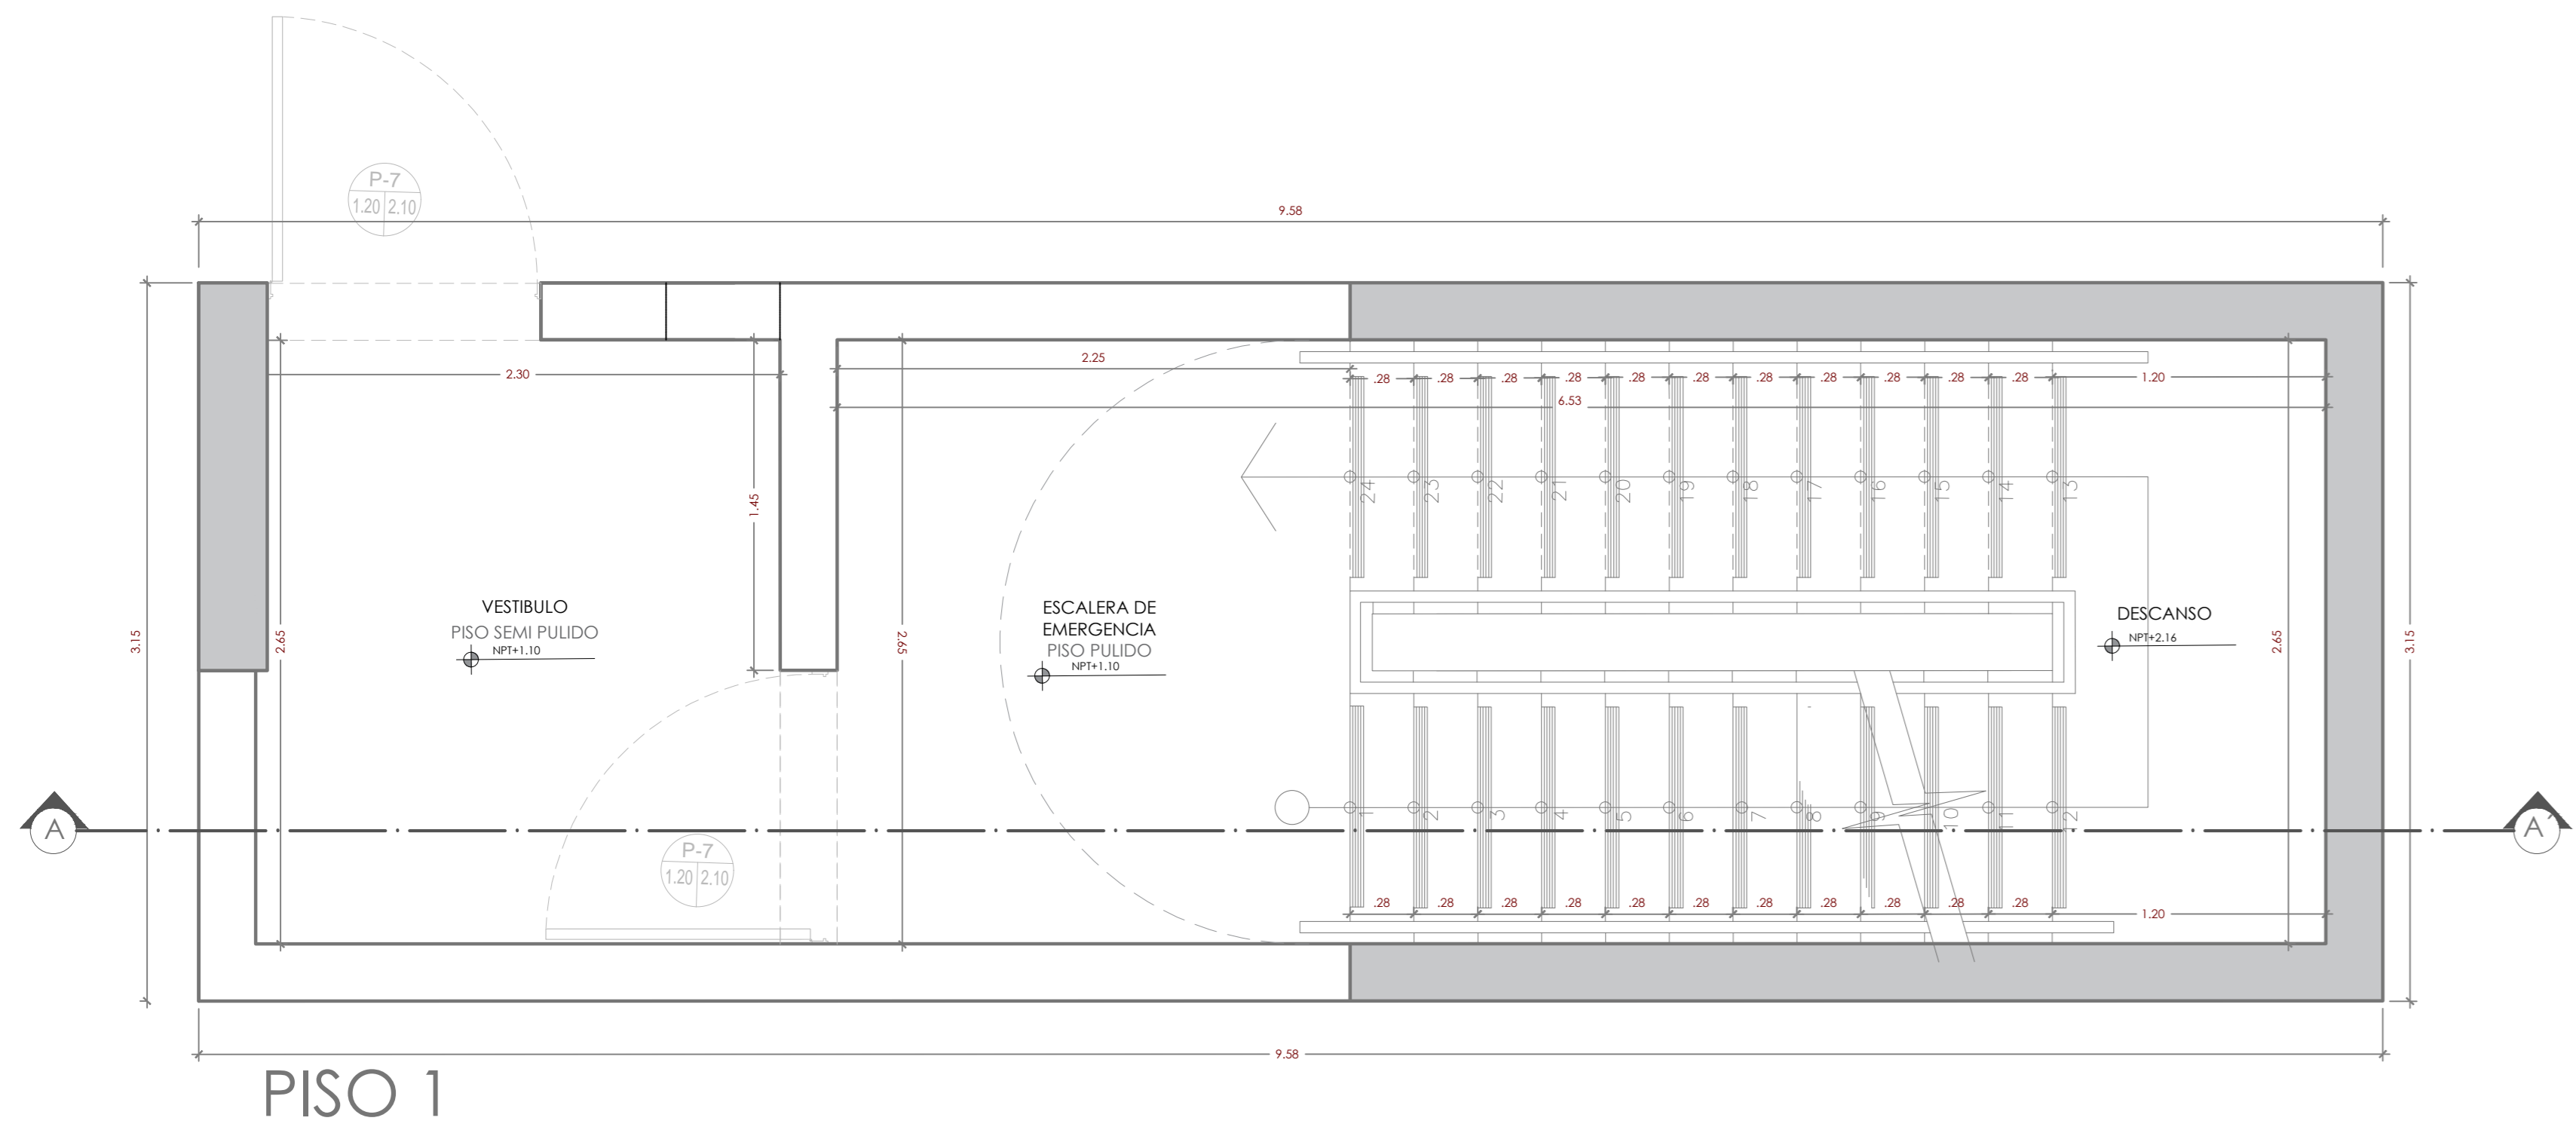 P-7
1.20 2.10
9.58
2.30
2.25
.28 .28 .28 .28 .28 .28 .28 .28 .28 .28 .28 1.20
6.53
24 23 22 21 20 19 18 17 16 15 14 13
1.45
3.15
2.65
VESTIBULO
PISO SEMI PULIDO
NPT+1.10
2.65
ESCALERA DE
EMERGENCIA
PISO PULIDO
NPT+1.10
DESCANSO
NPT+2.16
2.65
3.15
1 2 3 4 5 6 7 8 9 10 11 12
A
A'
P-7
1.20 2.10
.28 .28 .28 .28 .28 .28 .28 .28 .28 .28 .28 1.20
9.58
PISO 1